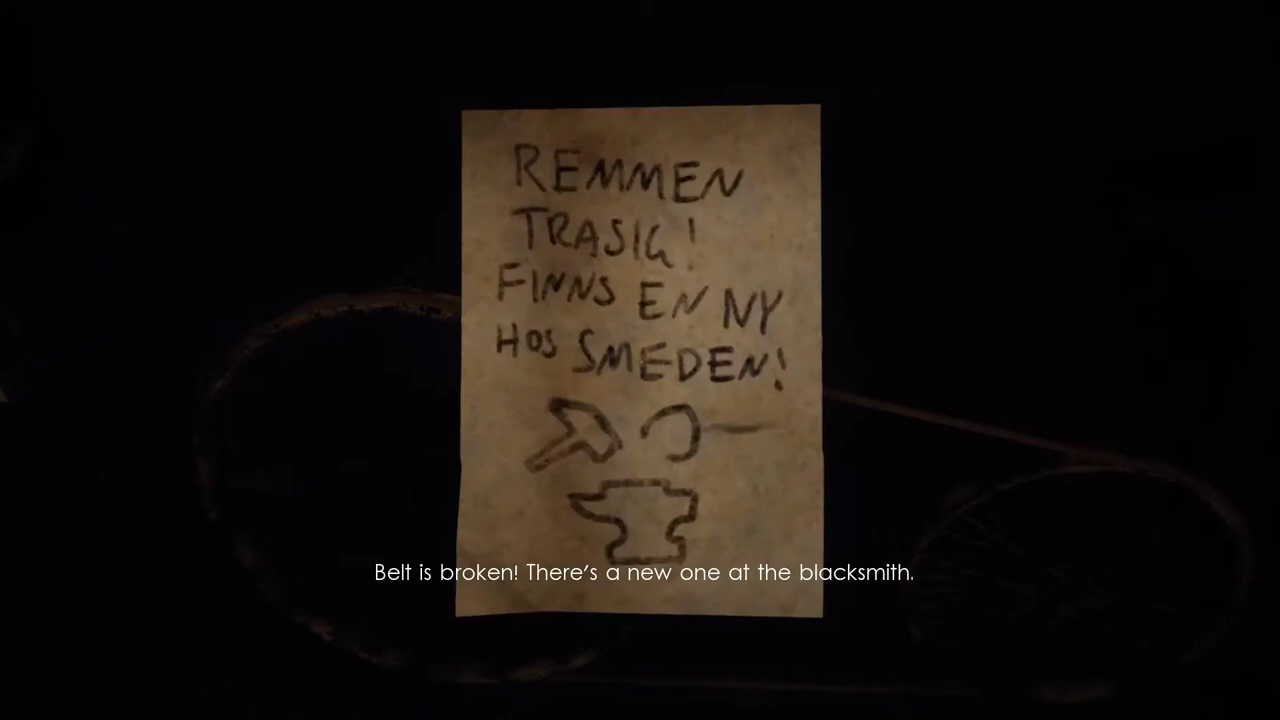 REMMEN
TRASIG!
FINNS EN NY
HOS SMEDEN!
Belt is broken! There's a new one at the blacksmith.